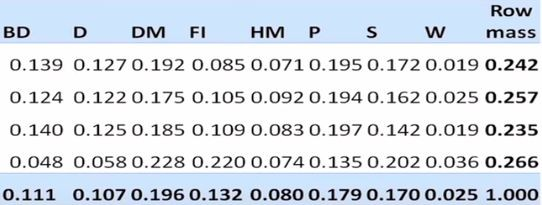 Row
BD D DM FI HM P S W mass
0.139 0.127 0.192 0.085 0.071 0.195 0.172 0.019 0.242
0.124 0.122 0.175 0.105 0.092 0.194 0.162 0.025 0.257
0.140 0.125 0.185 0.109 0.083 0.197 0.142 0.019 0.235
0.048 0.058 0.228 0.220 0.074 0.135 0.202 0.036 0.266
0.111 0.107 0.196 0.132 0.080 0.179 0.170 0.025 1.000